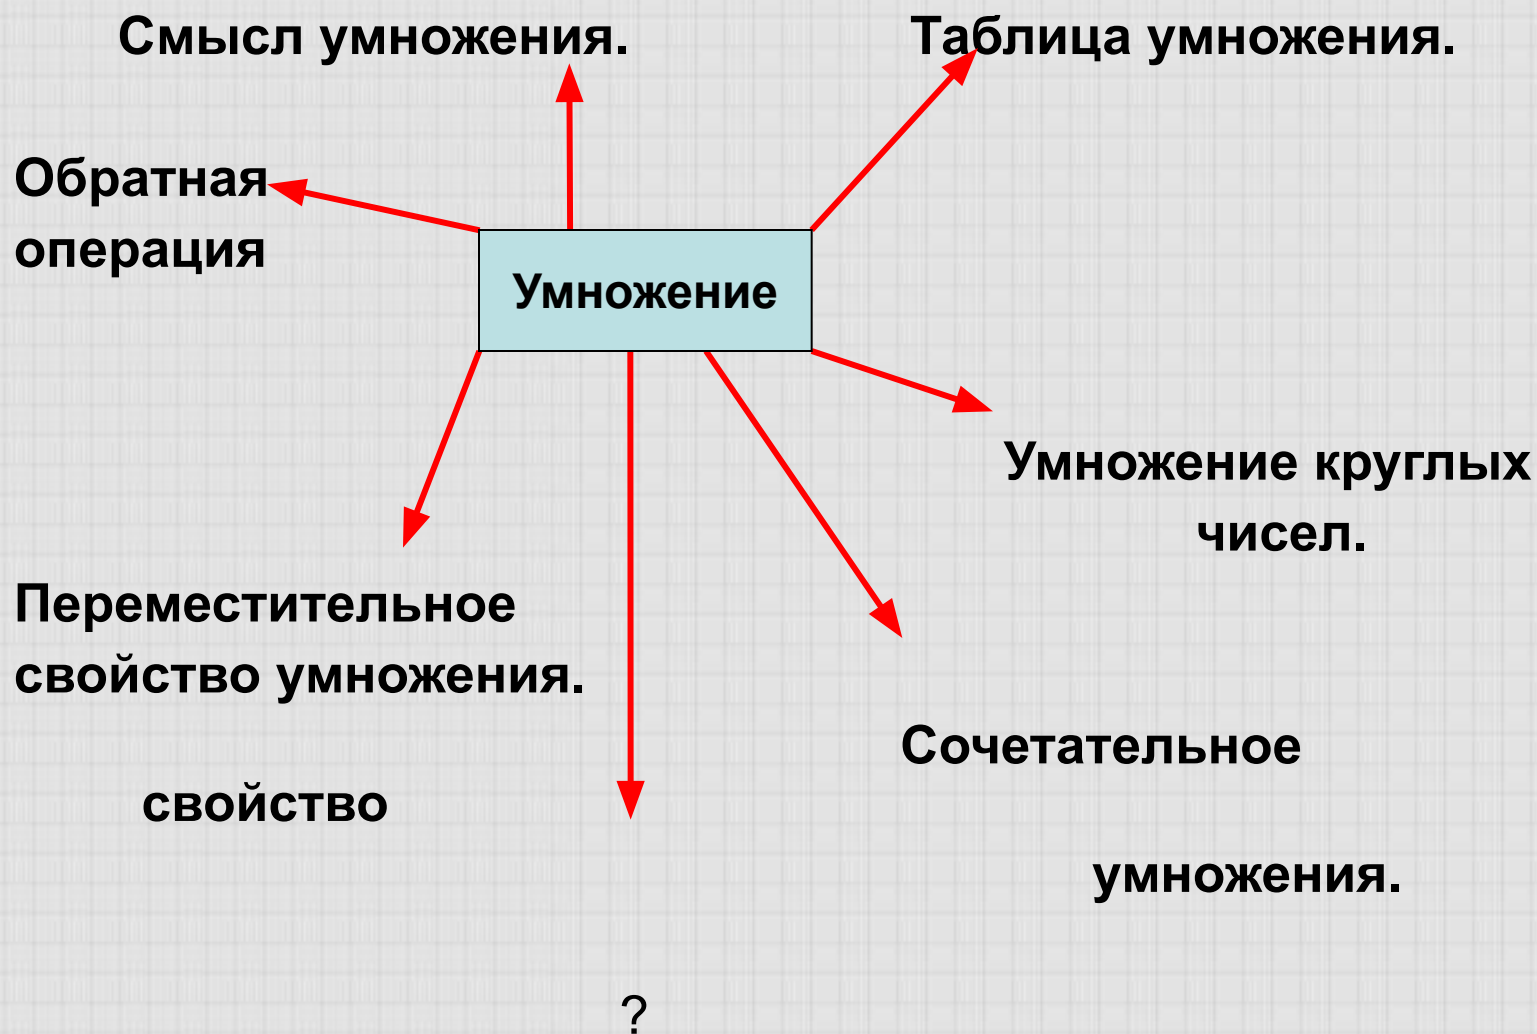 Смысл умножения.
Таблица умножения.
Обратная
операция
Умножение
Умножение круглых
чисел.
Переместительное
свойство умножения.
Сочетательное
свойство
умножения.
?